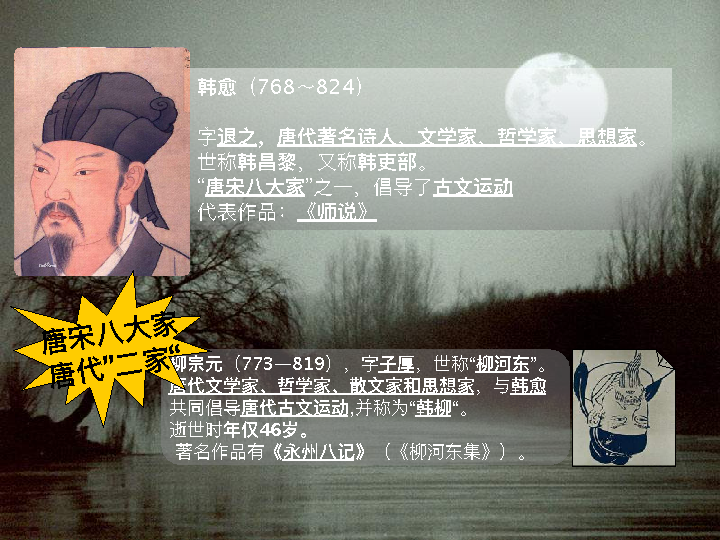 韩愈（768～824）
字退之，唐代著名诗人、文学家、哲学家、思想家。
世称韩昌黎，又称韩吏部。
“唐宋八大家”之一，倡导了古文运动
代表作品：《师说》
唐宋八大家
唐代”二家“
柳宗元（773—819），字子厚，世称“柳河东”。
唐代文学家、哲学家、散文家和思想家，与韩愈
共同倡导唐代古文运动,并称为“韩柳“。
逝世时年仅46岁。
著名作品有《永州八记》（《柳河东集》）。